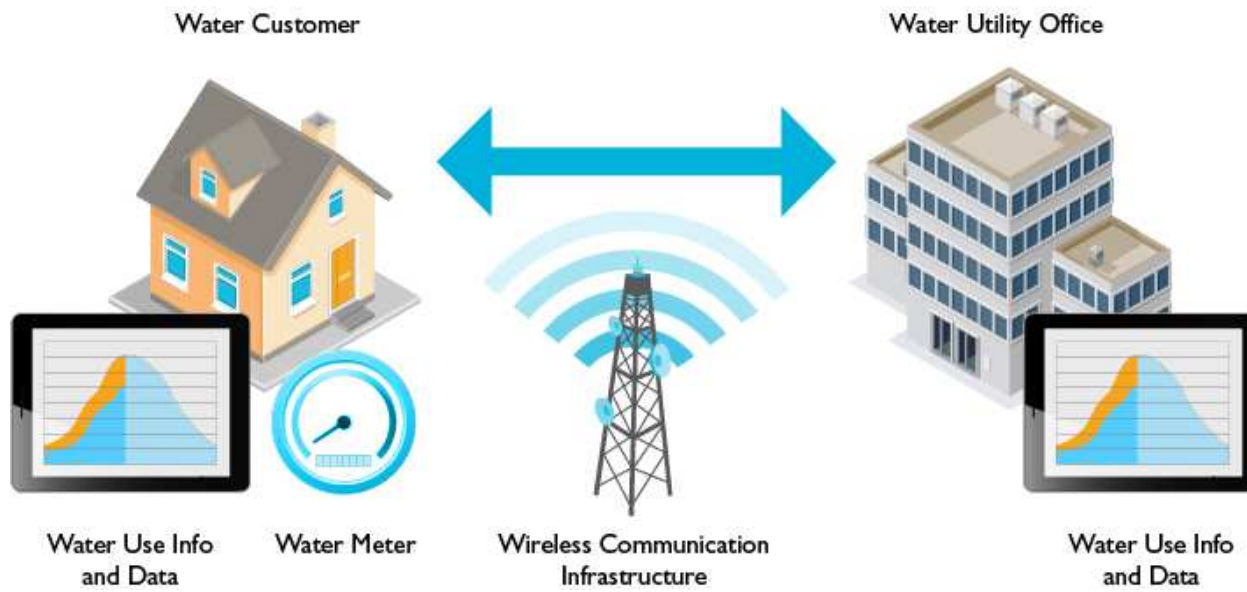 Water Customer
Water Utility Office
Water Use Info
and Data
Water Meter
Wireless Communication
Infrastructure
Water Use Info
and Data